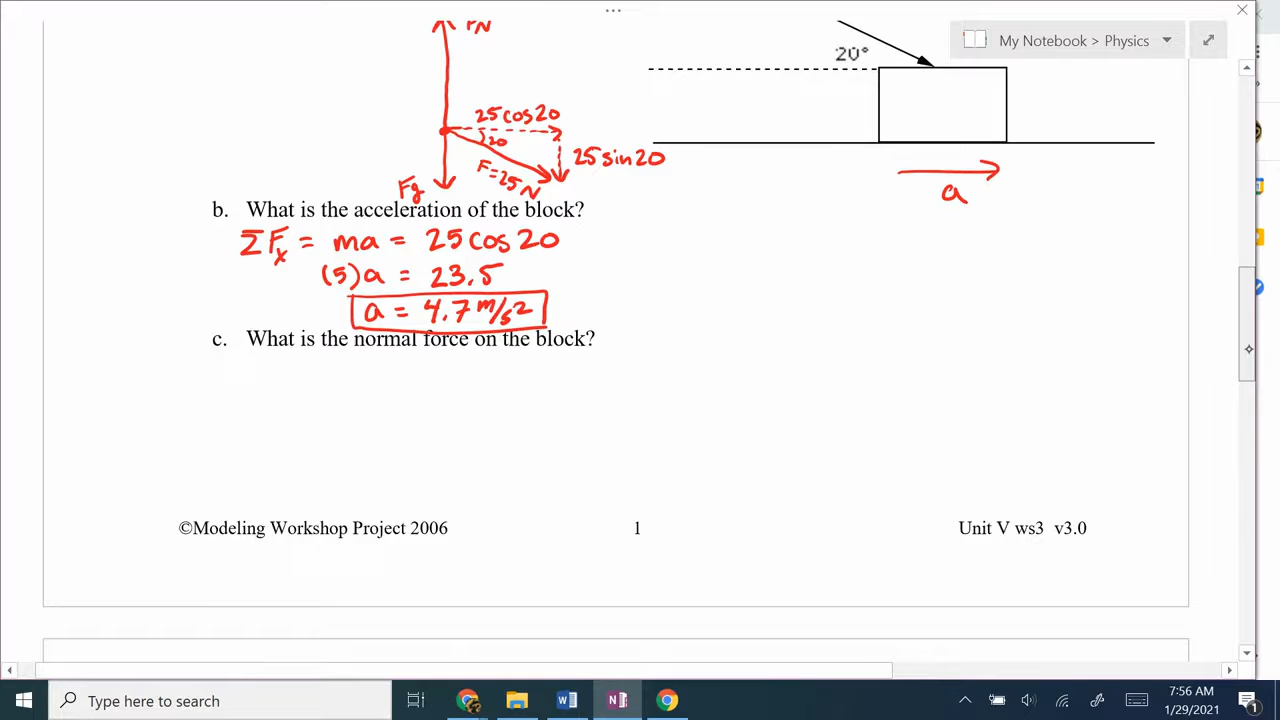 FN
My Notebook > Physics
20°
25cos20
20
25sin20
F=25N
Fg
a
b. What is the acceleration of the block?
ΣFx = ma = 25cos20
(5)a = 23.5
a = 4.7 m/s²
c. What is the normal force on the block?
©Modeling Workshop Project 2006 1 Unit V ws3 v3.0
Type here to search
7:56 AM
1/29/2021
1